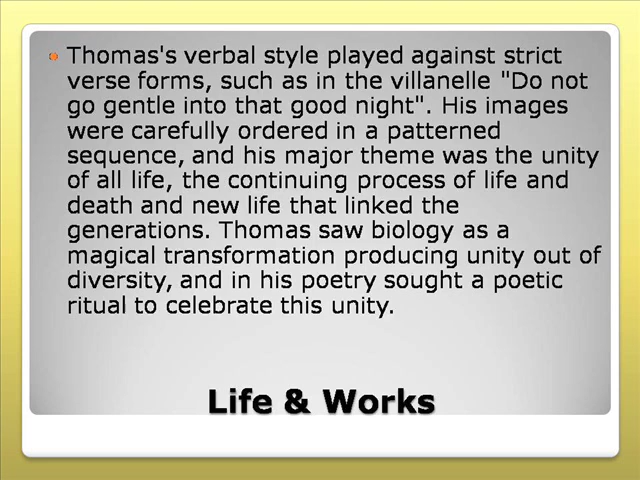 Thomas's verbal style played against strict
verse forms, such as in the villanelle "Do not
go gentle into that good night". His images
were carefully ordered in a patterned
sequence, and his major theme was the unity
of all life, the continuing process of life and
death and new life that linked the
generations. Thomas saw biology as a
magical transformation producing unity out of
diversity, and in his poetry sought a poetic
ritual to celebrate this unity.
Life & Works